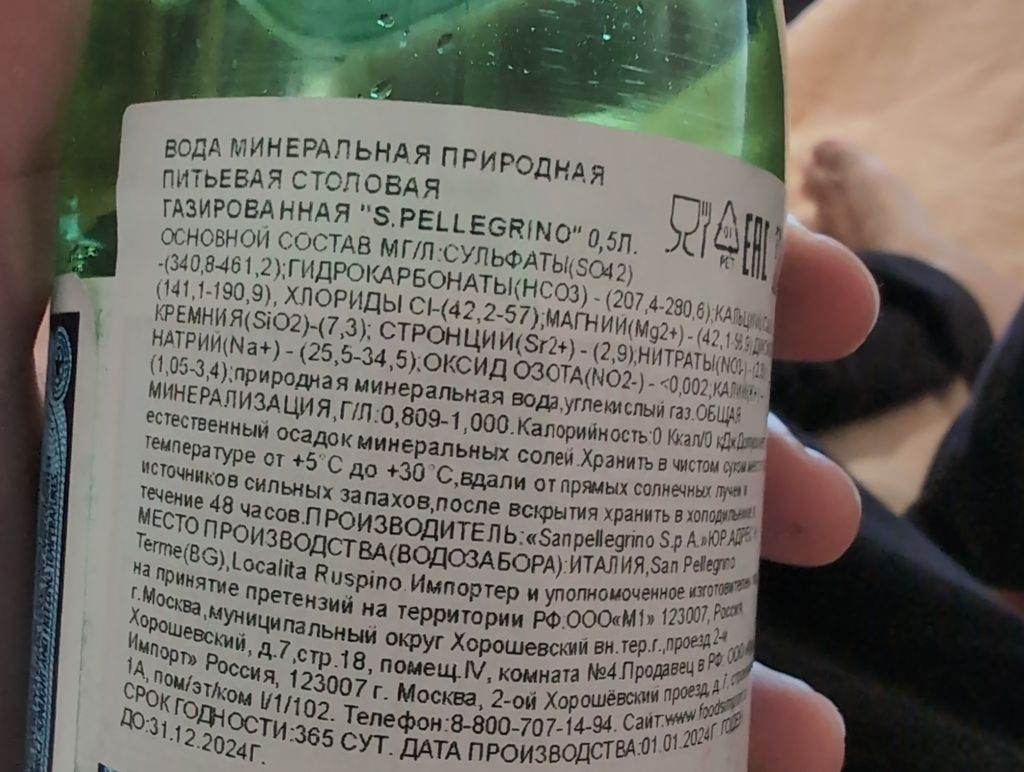 ВОДА МИНЕРАЛЬНАЯ ПРИРОДНАЯ
ПИТЬЕВАЯ СТОЛОВАЯ
ГАЗИРОВАННАЯ "S.PELLEGRINO" 0,5Л.
ОСНОВНОЙ СОСТАВ МГ/Л:СУЛЬФАТЫ(SO42)
-(340,8-461,2);ГИДРОКАРБОНАТЫ(HCO3) - (207,4-280,6);КАЛЬЦИЙ
(141,1-190,9), ХЛОРИДЫ Cl-(42,2-57);МАГНИЙ(Mg2+) -
КРЕМНИЯ(SiO2)-(7,3); СТРОНЦИЙ(Sr2+) - (2,9);НИТРАТЫ
НАТРИЙ(Na+) - (25,5-34,5);ОКСИД ОЗОТА(NO2-) - <0,002;КАЛИЙ
(1,05-3,4);природная минеральная вода,углекислый газ.ОБЩАЯ
МИНЕРАЛИЗАЦИЯ,Г/Л:0,809-1,000.Калорийность:0 Ккал/0 кДж
естественный осадок минеральных солей.Хранить в чистом сухом
температуре от +5°С до +30°С,вдали от прямых солнечных лучей и
источников сильных запахов,после вскрытия хранить в холодильнике
течение 48 часов.ПРОИЗВОДИТЕЛЬ:«Sanpellegrino S.p A.»ЮР.АДРЕС
МЕСТО ПРОИЗВОДСТВА(ВОДОЗАБОРА):ИТАЛИЯ,San Pellegrino
Terme(BG),Localita Ruspino Импортер и уполномоченное изготовителем
на принятие претензий на территории РФ:ООО«М1» 123007, Россия,
г.Москва,муниципальный округ Хорошевский вн.тер.г.,проезд 2-й
Хорошевский, д.7,стр.18, помещ.IV, комната №4.Продавец в РФ: ООО
Импорт» Россия, 123007 г. Москва, 2-ой Хорошёвский проезд, д.7,
1А, пом/эт/ком I/1/102. Телефон:8-800-707-14-94. Сайт:
СРОК ГОДНОСТИ:365 СУТ. ДАТА ПРОИЗВОДСТВА:01.01.2024Г ГОДЕН
ДО:31.12.2024Г.
01
PET
EAC